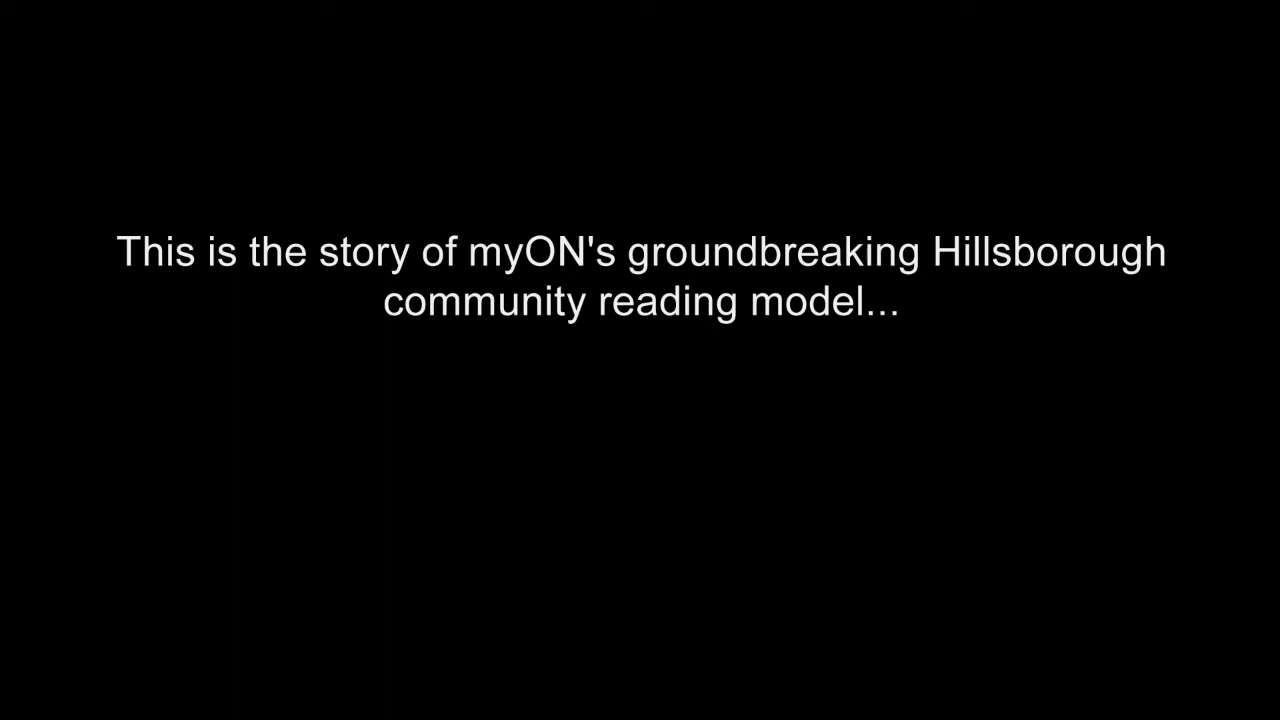 This is the story of myON's groundbreaking Hillsborough
community reading model...